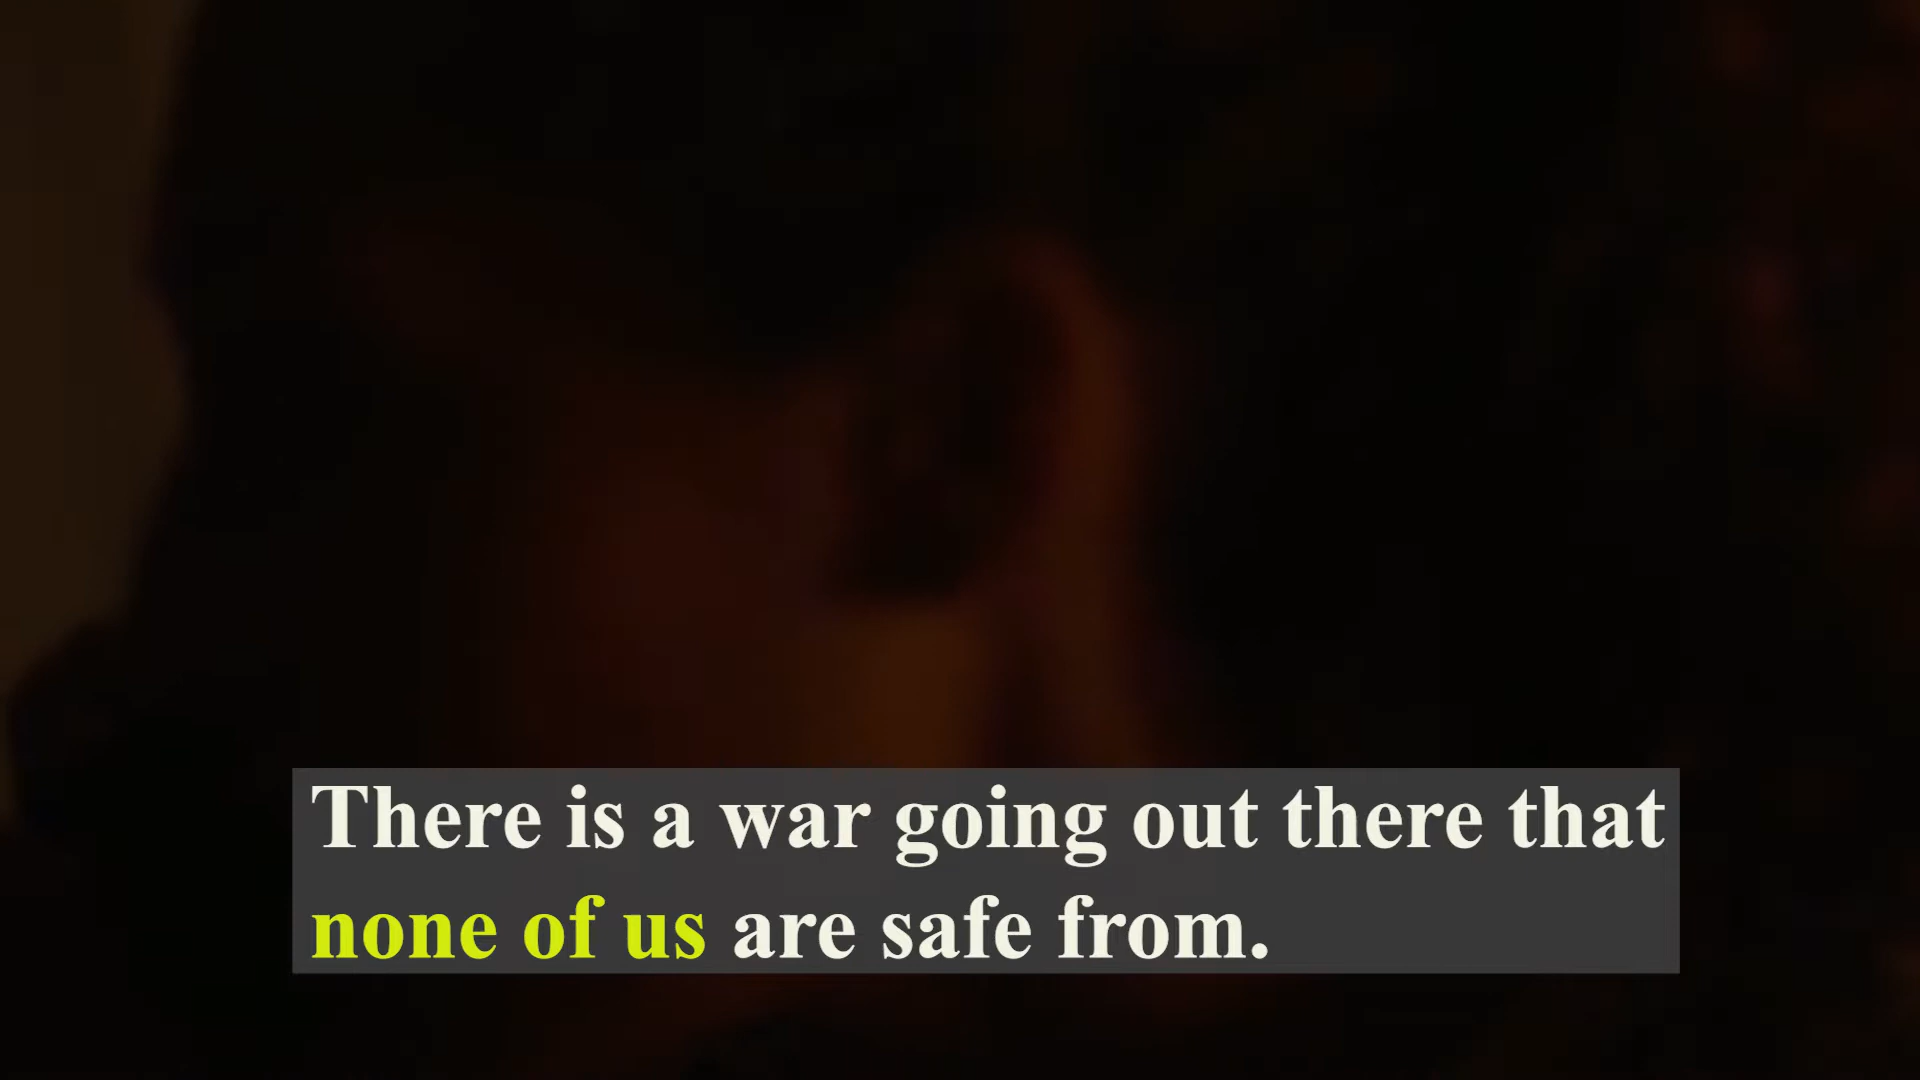 There is a war going out there that
none of us are safe from.